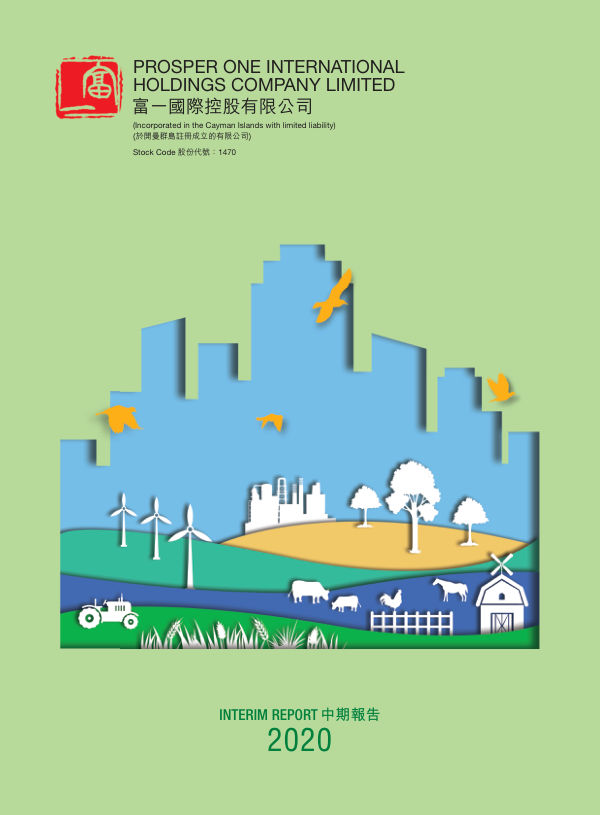 富一
PROSPER ONE INTERNATIONAL
HOLDINGS COMPANY LIMITED
富一國際控股有限公司
(Incorporated in the Cayman Islands with limited liability)
(於開曼群島註冊成立的有限公司)
Stock Code 股份代號：1470
INTERIM REPORT 中期報告
2020